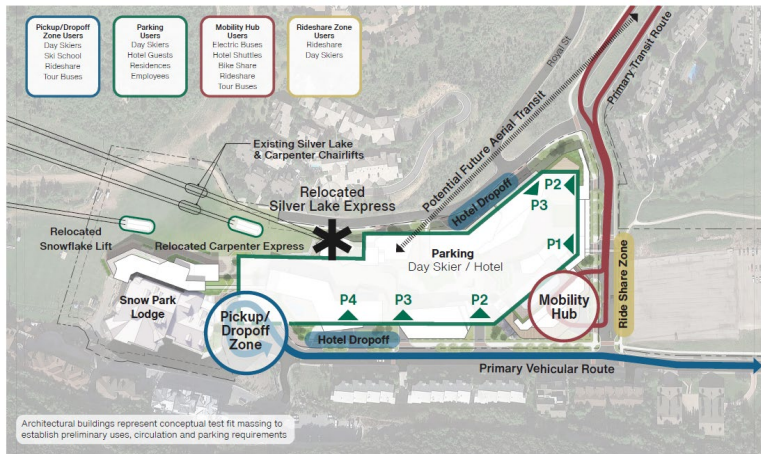 Pickup/Dropoff
Zone Users
Day Skiers
Ski School
Rideshare
Tour Buses
Parking
Users
Day Skiers
Hotel Guests
Residences
Employees
Mobility Hub
Users
Electric Buses
Hotel Shuttles
Bike Share
Rideshare
Tour Buses
Rideshare Zone
Users
Rideshare
Day Skiers
Royal St
Primary Transit Route
Potential Future Aerial Transit
Existing Silver Lake
& Carpenter Chairlifts
Relocated
Silver Lake Express
Hotel Dropoff
P2
P3
Relocated
Snowflake Lift
Relocated Carpenter Express
Parking
Day Skier / Hotel
P1
Snow Park
Lodge
Pickup/
Dropoff
Zone
P4
P3
P2
Mobility
Hub
Ride Share Zone
Hotel Dropoff
Primary Vehicular Route
Architectural buildings represent conceptual test fit massing to
establish preliminary uses, circulation and parking requirements